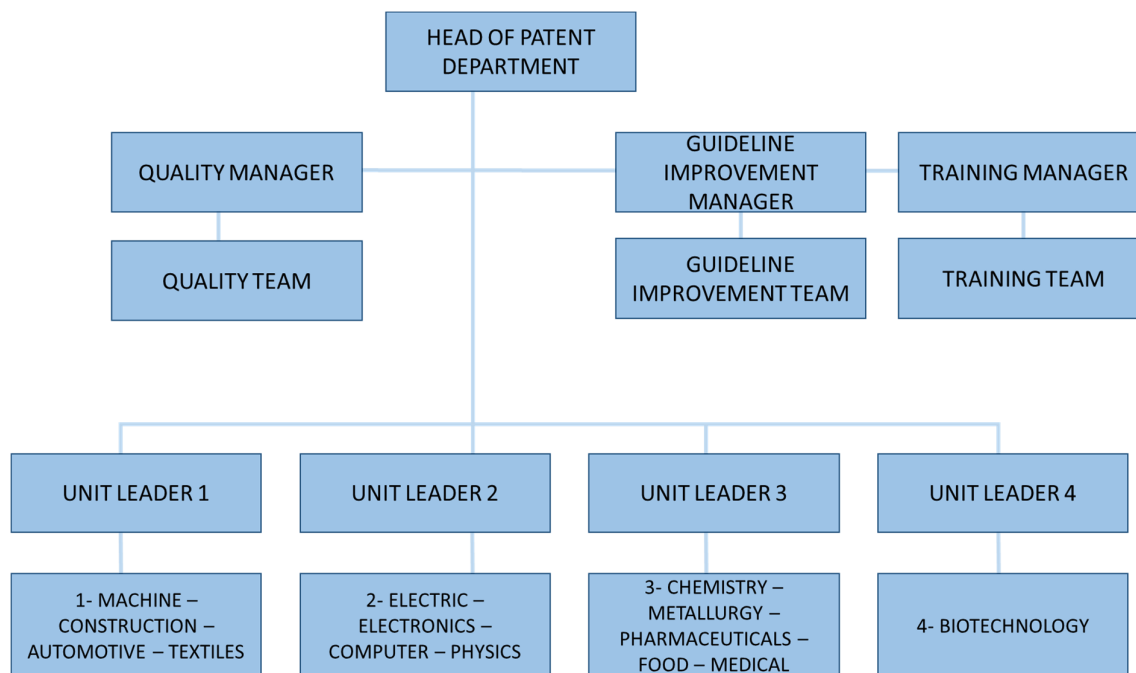 HEAD OF PATENT
DEPARTMENT
QUALITY MANAGER
GUIDELINE
IMPROVEMENT
MANAGER
TRAINING MANAGER
QUALITY TEAM
GUIDELINE
IMPROVEMENT TEAM
TRAINING TEAM
UNIT LEADER 1
UNIT LEADER 2
UNIT LEADER 3
UNIT LEADER 4
1- MACHINE –
CONSTRUCTION –
AUTOMOTIVE – TEXTILES
2- ELECTRIC –
ELECTRONICS –
COMPUTER – PHYSICS
3- CHEMISTRY –
METALLURGY –
PHARMACEUTICALS –
FOOD – MEDICAL
4- BIOTECHNOLOGY